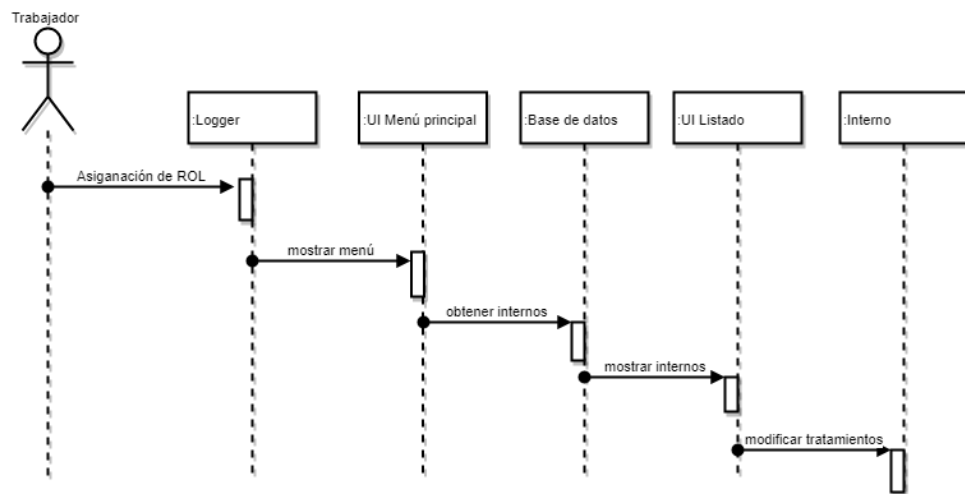 Trabajador
:Logger
:UI Menú principal
:Base de datos
:UI Listado
:Interno
Asiganación de ROL
mostrar menú
obtener internos
mostrar internos
modificar tratamientos